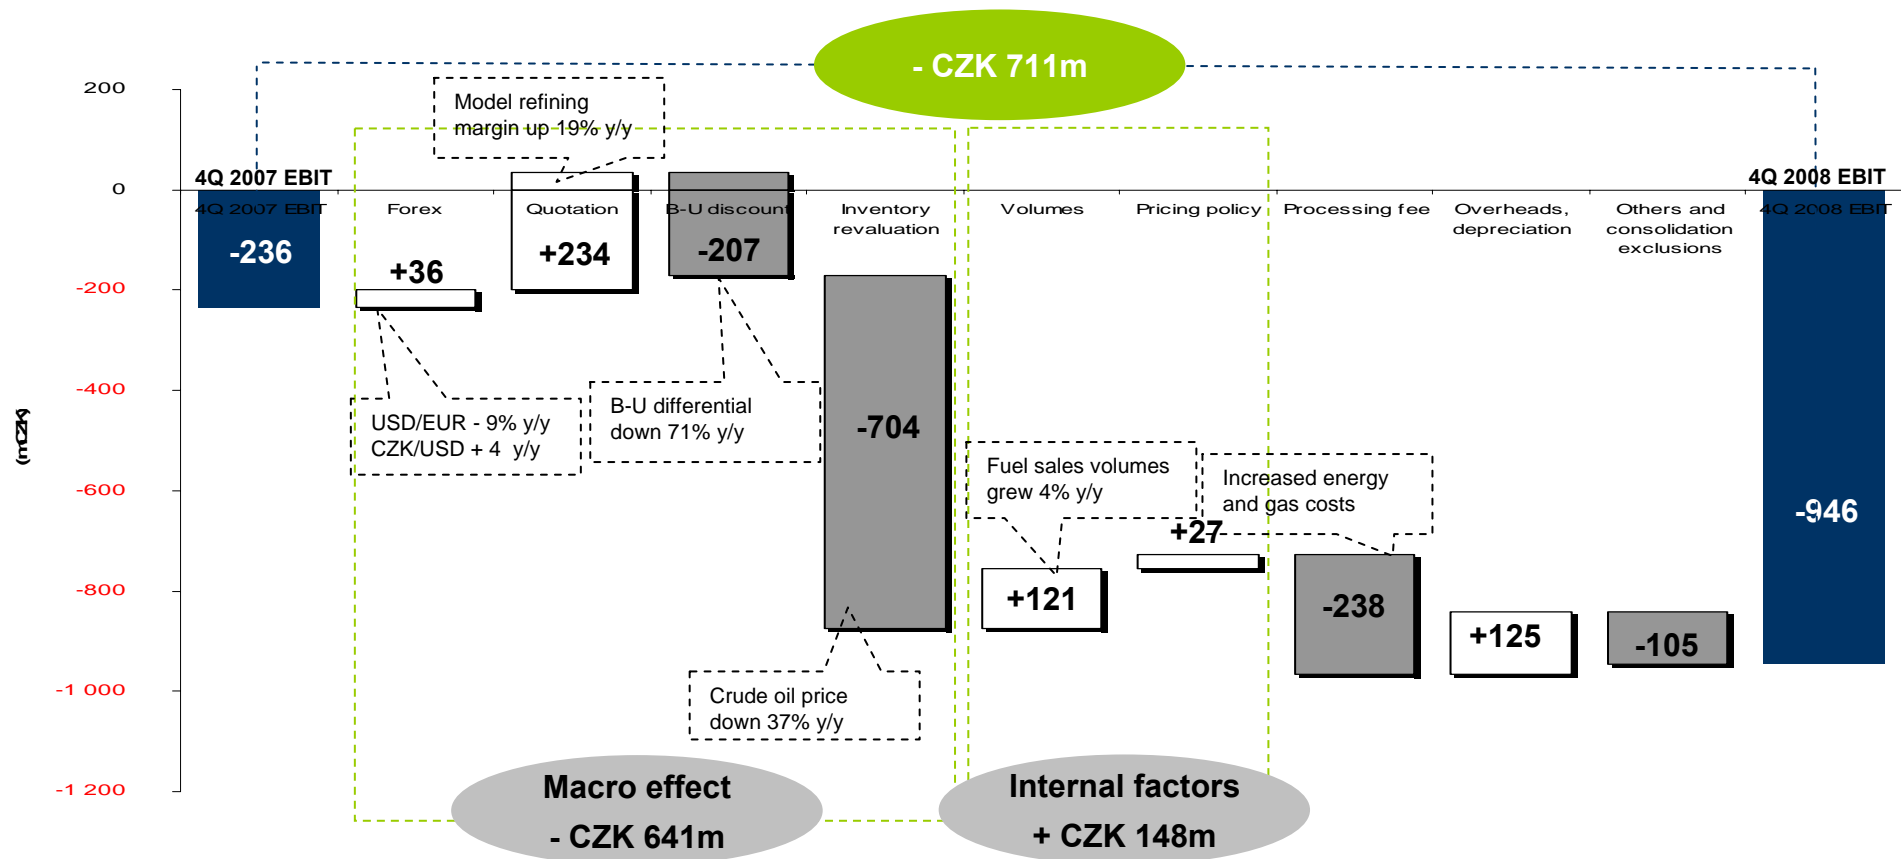 - CZK 711m
200
0
-200
-400
-600
-800
-1 000
-1 200
(mCZK)
Model refining
margin up 19% y/y
4Q 2007 EBIT
4Q 2008 EBIT
4Q 2007 EBIT
Forex
Quotation
B-U discount
Inventory
revaluation
Volumes
Pricing policy
Processing fee
Overheads,
depreciation
Others and
consolidation
exclusions
4Q 2008 EBIT
-236
+36
+234
-207
-704
+121
+27
-238
+125
-105
-946
USD/EUR - 9% y/y
CZK/USD + 4 y/y
B-U differential
down 71% y/y
Fuel sales volumes
grew 4% y/y
Increased energy
and gas costs
Crude oil price
down 37% y/y
Macro effect
- CZK 641m
Internal factors
+ CZK 148m